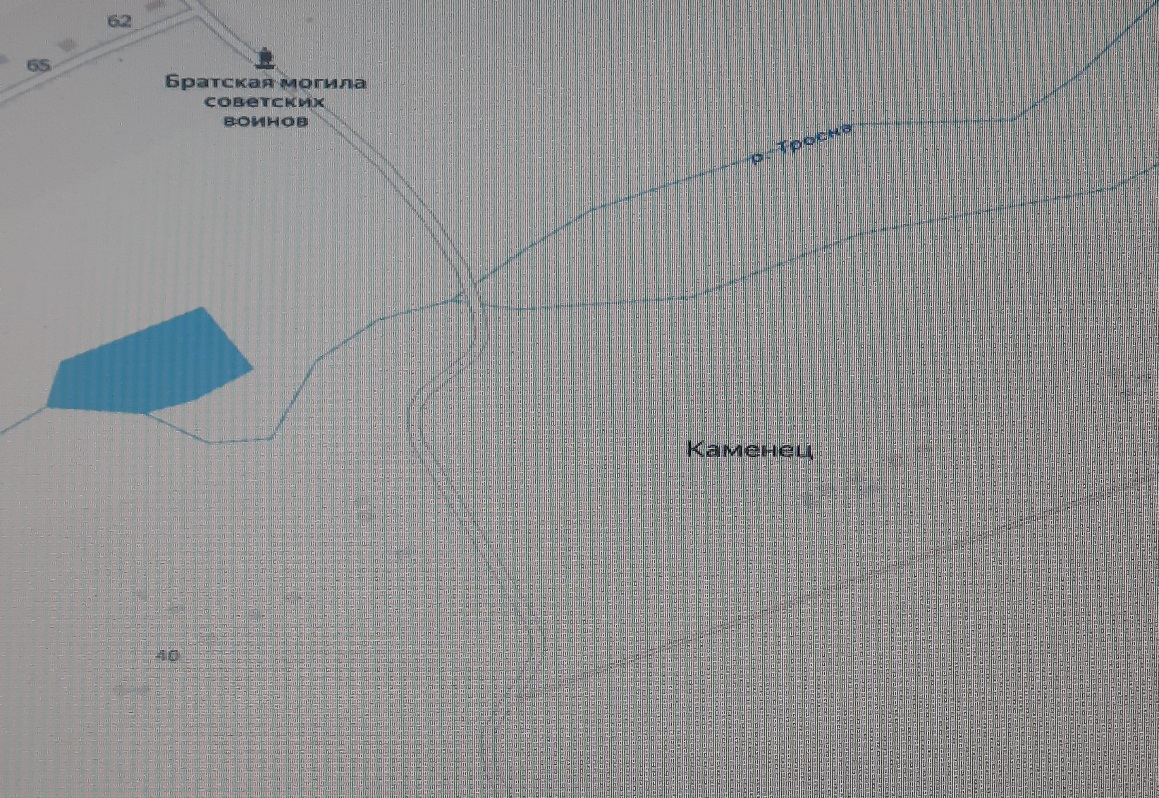 62
65
Братская могила
советских
воинов
р. Тросна
Каменец
40